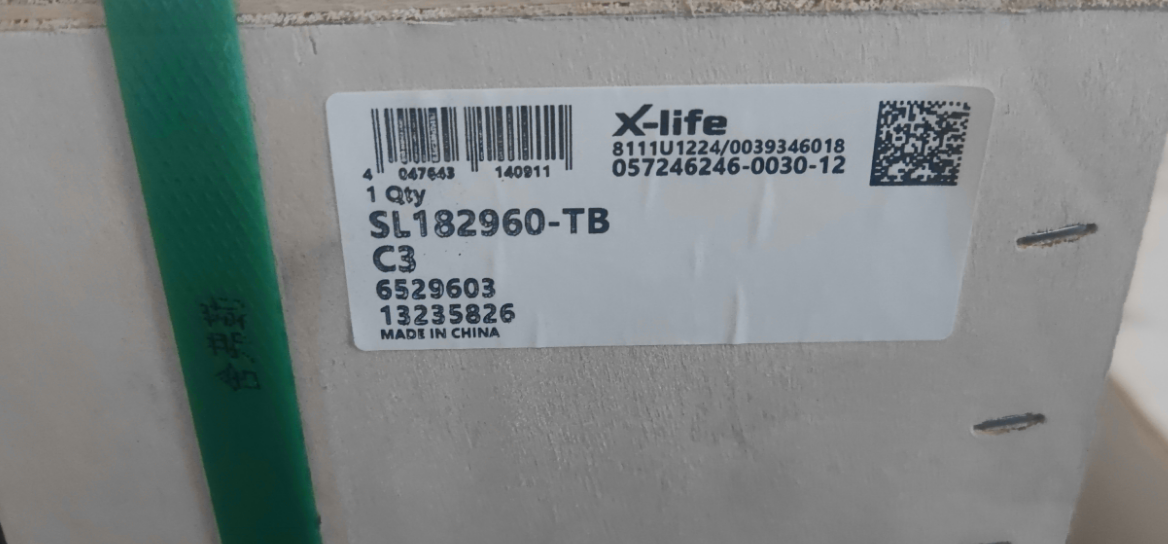 4 047643 140911
X-life
8111U1224/0039346018
057246246-0030-12
1 Qty
SL182960-TB
C3
6529603
13235826
MADE IN CHINA